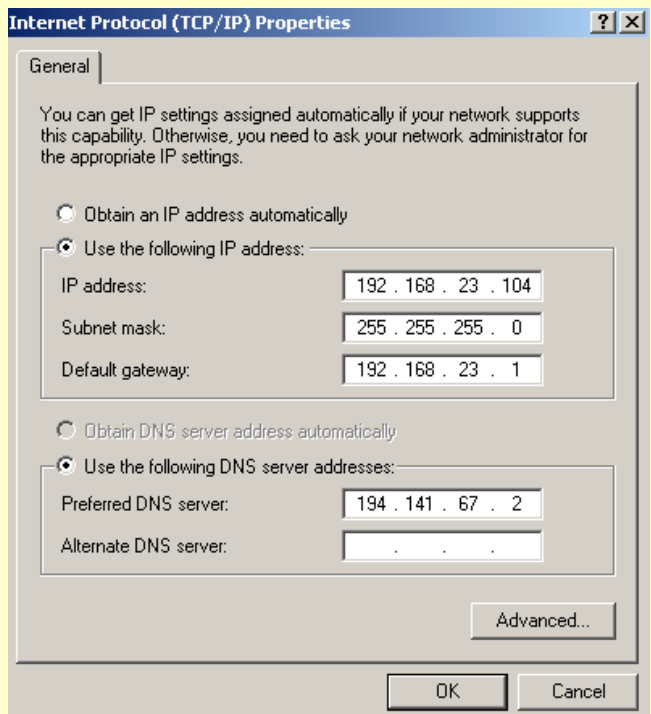 Internet Protocol (TCP/IP) Properties
General
You can get IP settings assigned automatically if your network supports
this capability. Otherwise, you need to ask your network administrator for
the appropriate IP settings.
Obtain an IP address automatically
Use the following IP address:
IP address: 192 . 168 . 23 . 104
Subnet mask: 255 . 255 . 255 . 0
Default gateway: 192 . 168 . 23 . 1
Obtain DNS server address automatically
Use the following DNS server addresses:
Preferred DNS server: 194 . 141 . 67 . 2
Alternate DNS server: . . .
Advanced...
OK Cancel